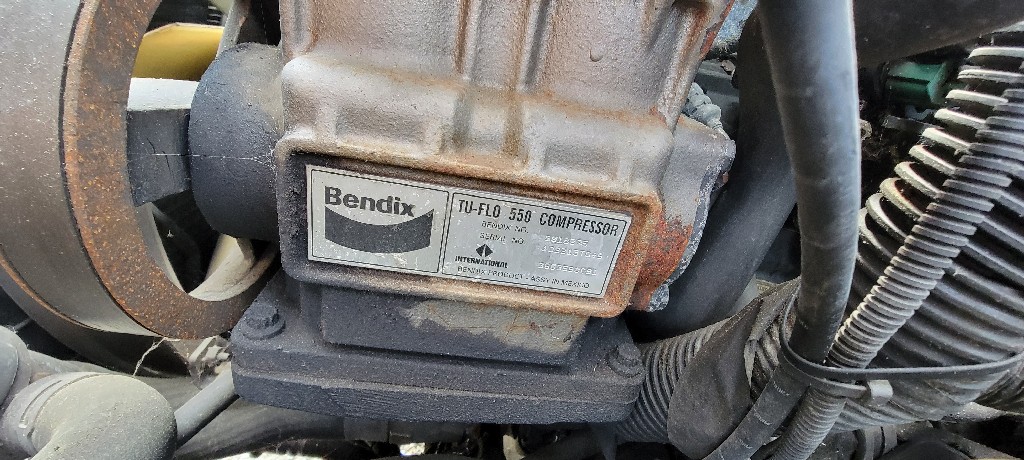 Bendix
TU-FLO 550 COMPRESSOR
BENDIX NO.
SERIAL NO.
INTERNATIONAL
BENDIX PRODUCT - ASSY IN MEXICO